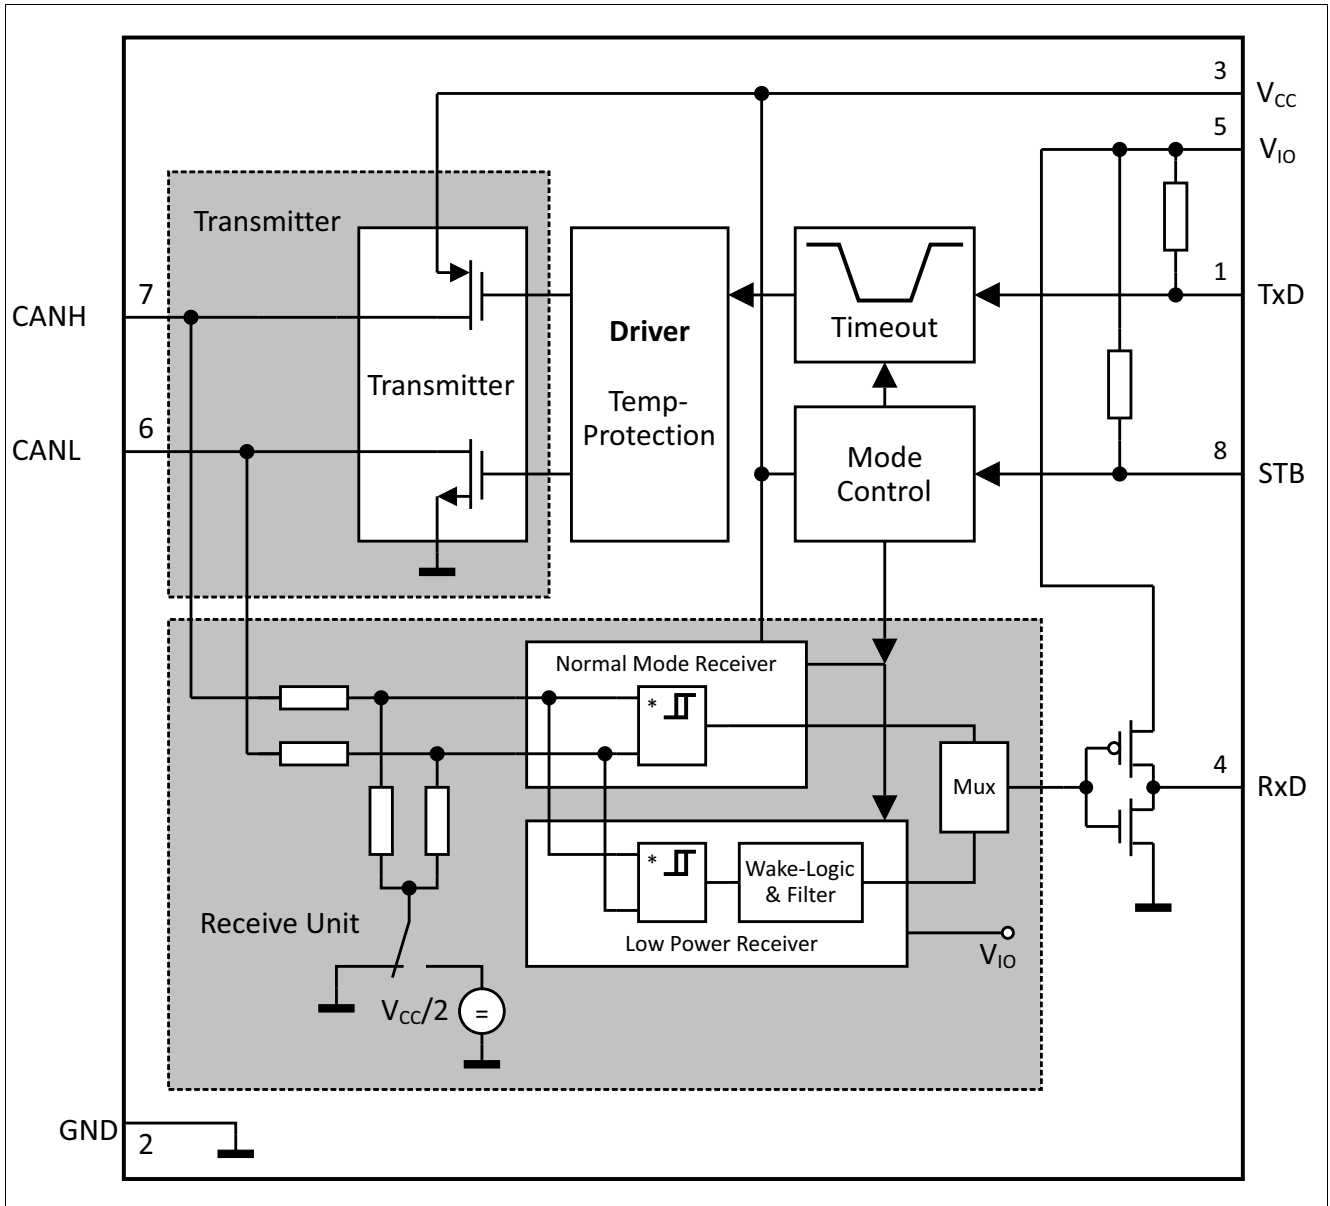 3
VCC
5
VIO
Transmitter
7
CANH
1
TxD
Driver
Timeout
Transmitter
Temp-
Protection
6
CANL
Mode
Control
8
STB
Normal Mode Receiver
*
Mux
4
RxD
*
Wake-Logic
& Filter
Receive Unit
Low Power Receiver
VIO
VCC/2
=
GND
2